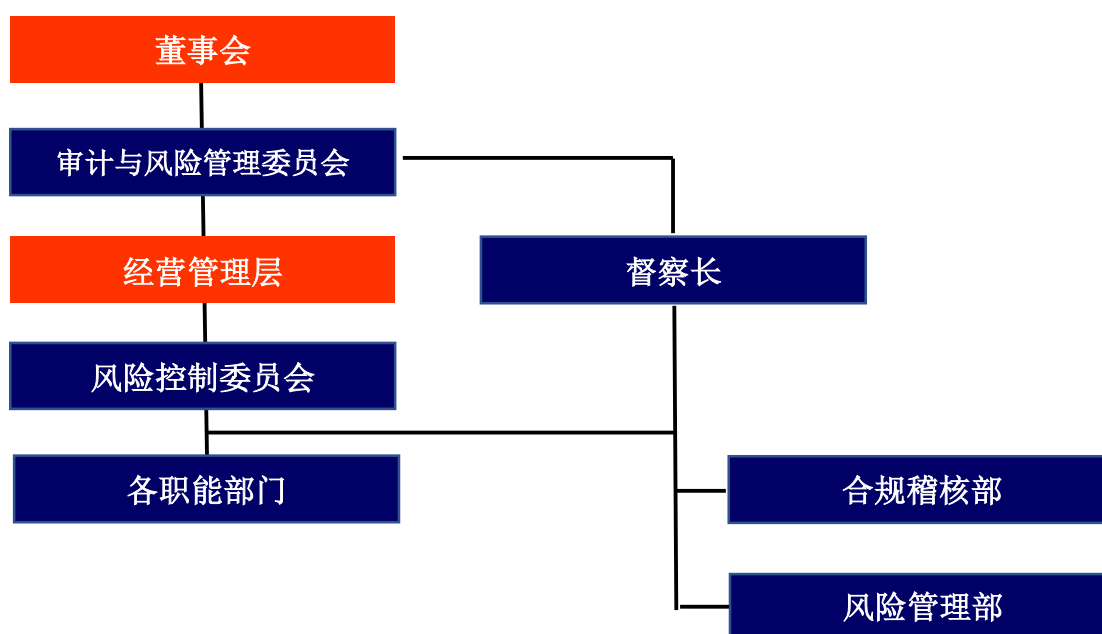 董事会
审计与风险管理委员会
经营管理层
督察长
风险控制委员会
各职能部门
合规稽核部
风险管理部